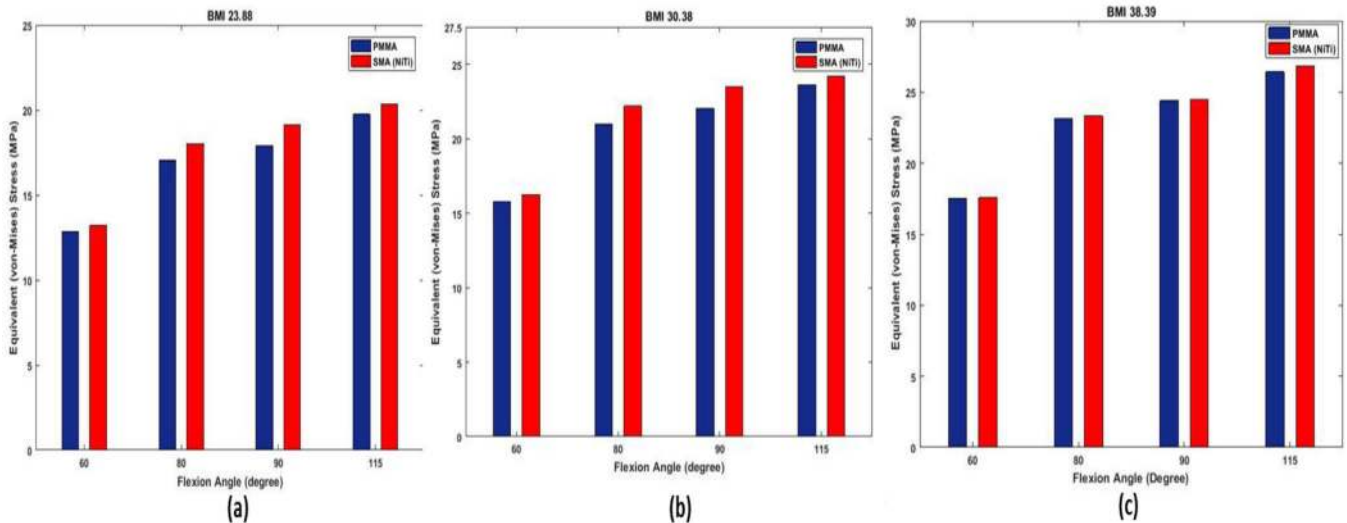 BMI 23.88
25
20
15
10
5
0
Equivalent (von-Mises) Stress (MPa)
PMMA
SMA (NiTi)
60 80 90 115
Flexion Angle (degree)
(a)
BMI 30.38
27.5
25
20
15
10
5
0
Equivalent (von-Mises) Stress (MPa)
PMMA
SMA (NiTi)
60 80 90 115
Flexion Angle (degree)
(b)
BMI 38.39
30
25
20
15
10
5
0
Equivalent (von-Mises) Stress (MPa)
PMMA
SMA (NiTi)
60 80 90 115
Flexion Angle (Degree)
(c)